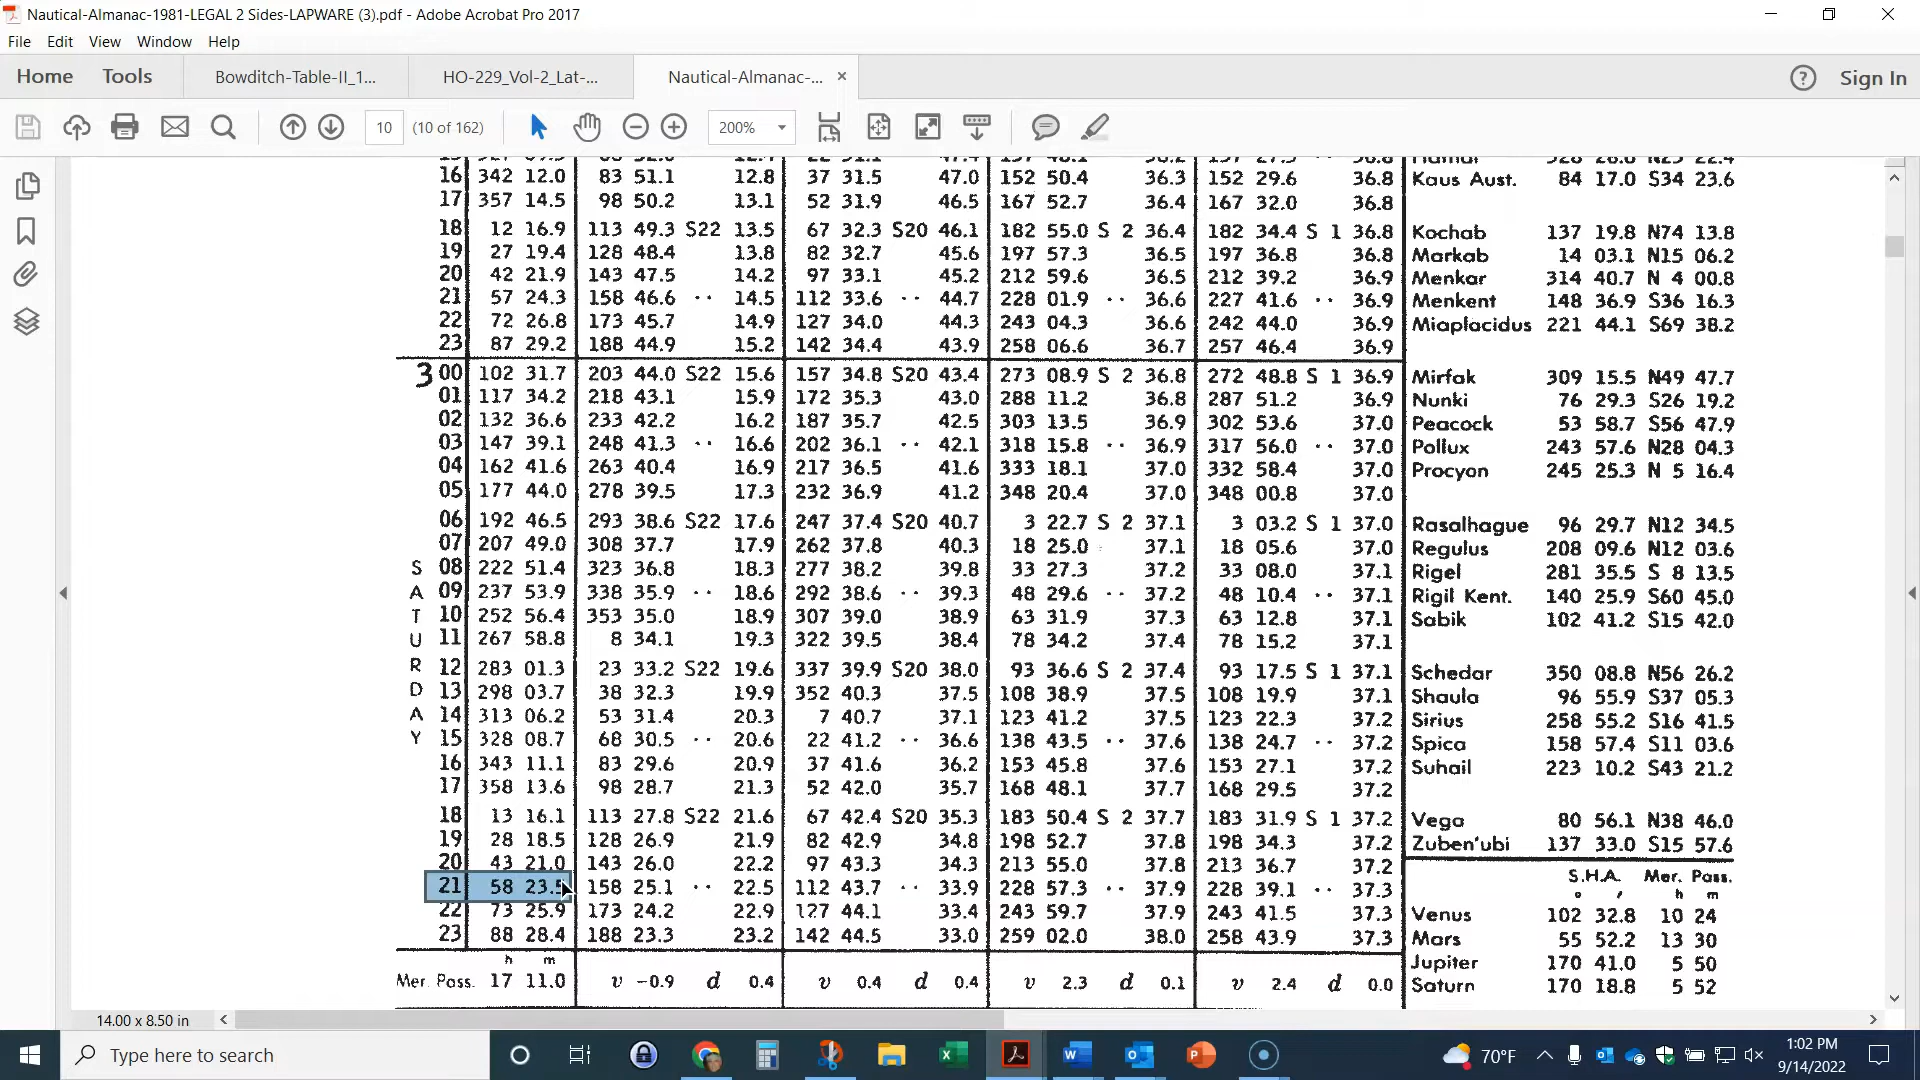 Nautical-Almanac-1981-LEGAL 2 Sides-LAPWARE (3).pdf - Adobe Acrobat Pro 2017
File Edit View Window Help
Home Tools Bowditch-Table-II_1... HO-229_Vol-2_Lat-... Nautical-Almanac-... × ? Sign In
10 (10 of 162) 200%
16 342 12.0 83 51.1 12.8 37 31.5 47.0 152 50.4 36.3 152 29.6 36.8 Kaus Aust. 84 17.0 S34 23.6
17 357 14.5 98 50.2 13.1 52 31.9 46.5 167 52.7 36.4 167 32.0 36.8
18 12 16.9 113 49.3 S22 13.5 67 32.3 S20 46.1 182 55.0 S 2 36.4 182 34.4 S 1 36.8 Kochab 137 19.8 N74 13.8
19 27 19.4 128 48.4 13.8 82 32.7 45.6 197 57.3 36.5 197 36.8 36.8 Markab 14 03.1 N15 06.2
20 42 21.9 143 47.5 14.2 97 33.1 45.2 212 59.6 36.5 212 39.2 36.9 Menkar 314 40.7 N 4 00.8
21 57 24.3 158 46.6 ·· 14.5 112 33.6 ·· 44.7 228 01.9 ·· 36.6 227 41.6 ·· 36.9 Menkent 148 36.9 S36 16.3
22 72 26.8 173 45.7 14.9 127 34.0 44.3 243 04.3 36.6 242 44.0 36.9 Miaplacidus 221 44.1 S69 38.2
23 87 29.2 188 44.9 15.2 142 34.4 43.9 258 06.6 36.7 257 46.4 36.9
3 00 102 31.7 203 44.0 S22 15.6 157 34.8 S20 43.4 273 08.9 S 2 36.8 272 48.8 S 1 36.9 Mirfak 309 15.5 N49 47.7
01 117 34.2 218 43.1 15.9 172 35.3 43.0 288 11.2 36.8 287 51.2 36.9 Nunki 76 29.3 S26 19.2
02 132 36.6 233 42.2 16.2 187 35.7 42.5 303 13.5 36.9 302 53.6 37.0 Peacock 53 58.7 S56 47.9
03 147 39.1 248 41.3 ·· 16.6 202 36.1 ·· 42.1 318 15.8 ·· 36.9 317 56.0 ·· 37.0 Pollux 243 57.6 N28 04.3
04 162 41.6 263 40.4 16.9 217 36.5 41.6 333 18.1 37.0 332 58.4 37.0 Procyon 245 25.3 N 5 16.4
05 177 44.0 278 39.5 17.3 232 36.9 41.2 348 20.4 37.0 348 00.8 37.0
06 192 46.5 293 38.6 S22 17.6 247 37.4 S20 40.7 3 22.7 S 2 37.1 3 03.2 S 1 37.0 Rasalhague 96 29.7 N12 34.5
07 207 49.0 308 37.7 17.9 262 37.8 40.3 18 25.0 37.1 18 05.6 37.0 Regulus 208 09.6 N12 03.6
S 08 222 51.4 323 36.8 18.3 277 38.2 39.8 33 27.3 37.2 33 08.0 37.1 Rigel 281 35.5 S 8 13.5
A 09 237 53.9 338 35.9 ·· 18.6 292 38.6 ·· 39.3 48 29.6 ·· 37.2 48 10.4 ·· 37.1 Rigil Kent. 140 25.9 S60 45.0
T 10 252 56.4 353 35.0 18.9 307 39.0 38.9 63 31.9 37.3 63 12.8 37.1 Sabik 102 41.2 S15 42.0
U 11 267 58.8 8 34.1 19.3 322 39.5 38.4 78 34.2 37.4 78 15.2 37.1
R 12 283 01.3 23 33.2 S22 19.6 337 39.9 S20 38.0 93 36.6 S 2 37.4 93 17.5 S 1 37.1 Schedar 350 08.8 N56 26.2
D 13 298 03.7 38 32.3 19.9 352 40.3 37.5 108 38.9 37.5 108 19.9 37.1 Shaula 96 55.9 S37 05.3
A 14 313 06.2 53 31.4 20.3 7 40.7 37.1 123 41.2 37.5 123 22.3 37.2 Sirius 258 55.2 S16 41.5
Y 15 328 08.7 68 30.5 ·· 20.6 22 41.2 ·· 36.6 138 43.5 ·· 37.6 138 24.7 ·· 37.2 Spica 158 57.4 S11 03.6
16 343 11.1 83 29.6 20.9 37 41.6 36.2 153 45.8 37.6 153 27.1 37.2 Suhail 223 10.2 S43 21.2
17 358 13.6 98 28.7 21.3 52 42.0 35.7 168 48.1 37.7 168 29.5 37.2
18 13 16.1 113 27.8 S22 21.6 67 42.4 S20 35.3 183 50.4 S 2 37.7 183 31.9 S 1 37.2 Vega 80 56.1 N38 46.0
19 28 18.5 128 26.9 21.9 82 42.9 34.8 198 52.7 37.8 198 34.3 37.2 Zuben'ubi 137 33.0 S15 57.6
20 43 21.0 143 26.0 22.2 97 43.3 34.3 213 55.0 37.8 213 36.7 37.2
S.H.A. Mer. Pass.
21 58 23.5 158 25.1 ·· 22.5 112 43.7 ·· 33.9 228 57.3 ·· 37.9 228 39.1 ·· 37.3
° ′ h m
22 73 25.9 173 24.2 22.9 127 44.1 33.4 243 59.7 37.9 243 41.5 37.3 Venus 102 32.8 10 24
23 88 28.4 188 23.3 23.2 142 44.5 33.0 259 02.0 38.0 258 43.9 37.3 Mars 55 52.2 13 30
h m
Jupiter 170 41.0 5 50
Mer. Pass. 17 11.0 v -0.9 d 0.4 v 0.4 d 0.4 v 2.3 d 0.1 v 2.4 d 0.0 Saturn 170 18.8 5 52
14.00 x 8.50 in
Type here to search 70°F 1:02 PM
9/14/2022